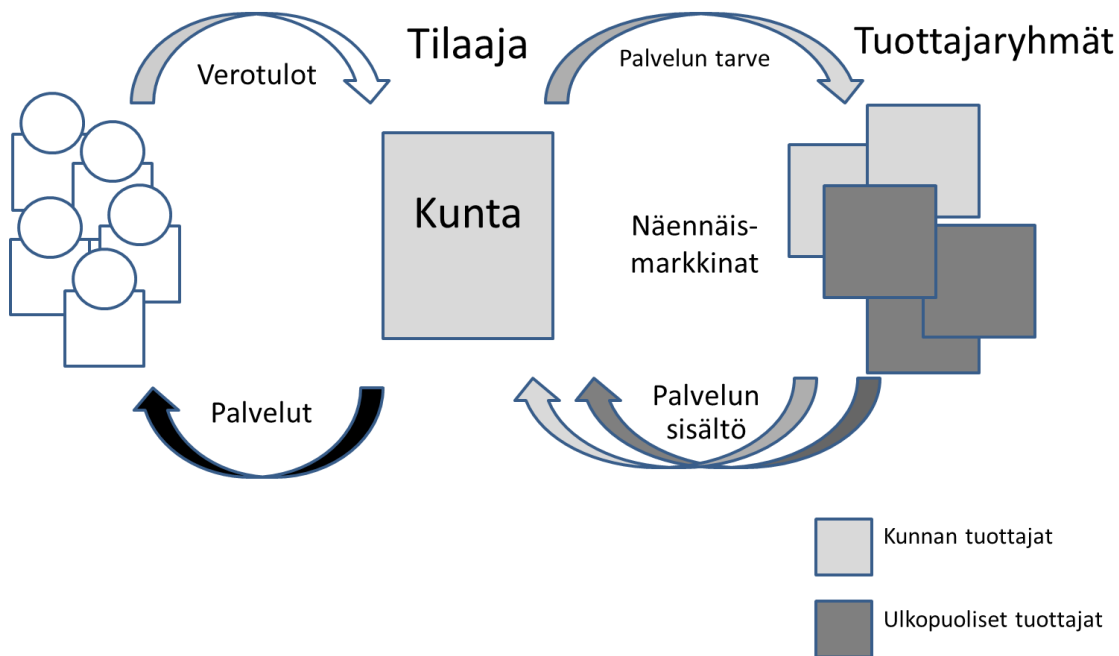 Tilaaja
Tuottajaryhmät
Verotulot
Palvelun tarve
Kunta
Näennäis-
markkinat
Palvelut
Palvelun
sisältö
Kunnan tuottajat
Ulkopuoliset tuottajat